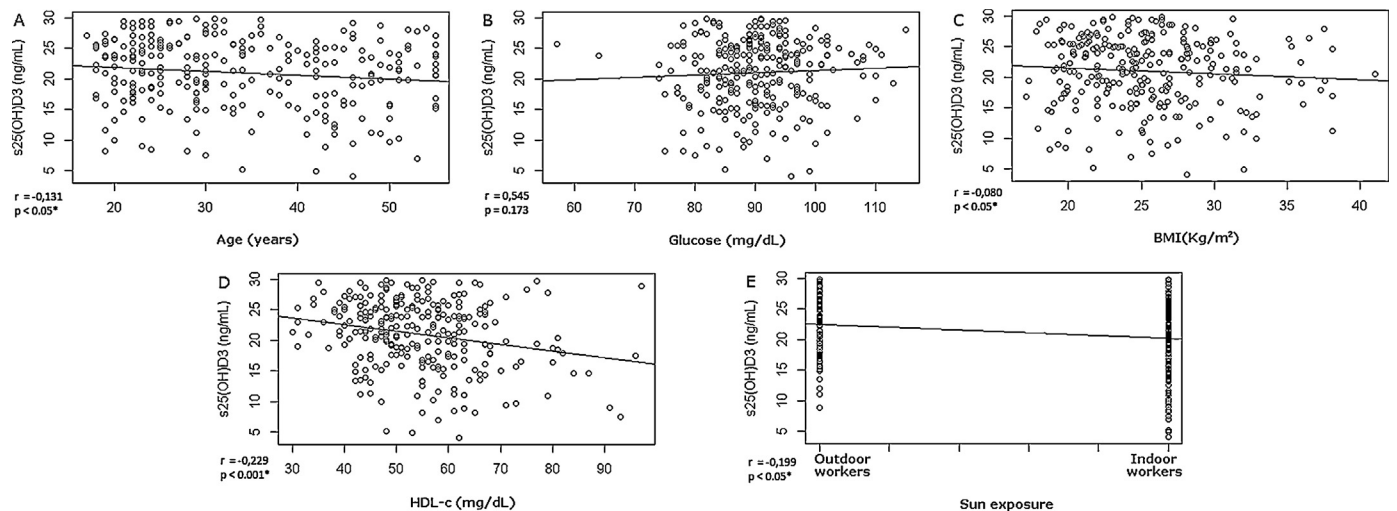 A
s25(OH)D3 (ng/mL)
30
25
20
15
10
5
20
30
40
50
r = -0,131
p < 0.05*
Age (years)
B
s25(OH)D3 (ng/mL)
30
25
20
15
10
5
60
70
80
90
100
110
r = 0,545
p = 0.173
Glucose (mg/dL)
C
s25(OH)D3 (ng/mL)
30
25
20
15
10
5
20
25
30
35
40
r = -0,080
p < 0.05*
BMI(Kg/m²)
D
s25(OH)D3 (ng/mL)
30
25
20
15
10
5
30
40
50
60
70
80
90
r = -0,229
p < 0.001*
HDL-c (mg/dL)
E
s25(OH)D3 (ng/mL)
30
25
20
15
10
5
Outdoor
workers
Indoor
workers
r = -0,199
p < 0.05*
Sun exposure